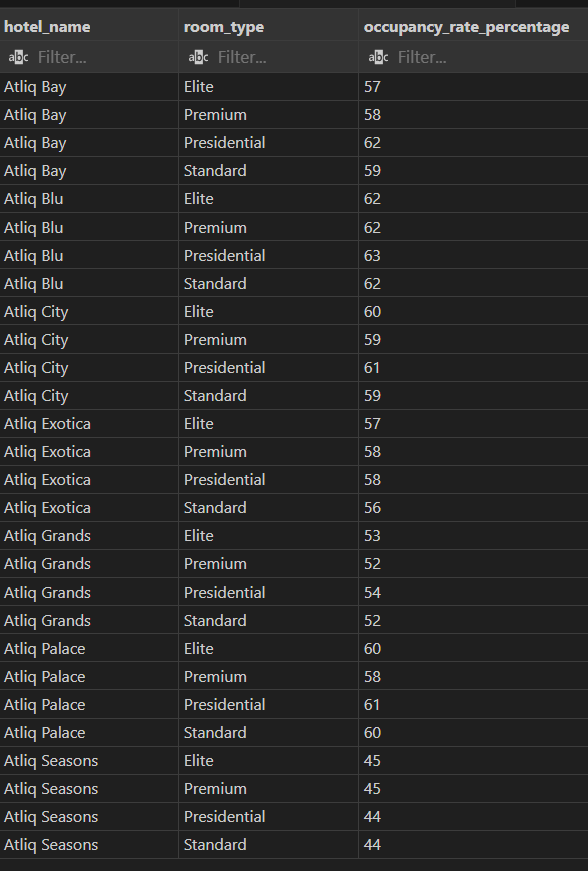 hotel_name room_type occupancy_rate_percentage
abc Filter... abc Filter... abc Filter...
Atliq Bay Elite 57
Atliq Bay Premium 58
Atliq Bay Presidential 62
Atliq Bay Standard 59
Atliq Blu Elite 62
Atliq Blu Premium 62
Atliq Blu Presidential 63
Atliq Blu Standard 62
Atliq City Elite 60
Atliq City Premium 59
Atliq City Presidential 61
Atliq City Standard 59
Atliq Exotica Elite 57
Atliq Exotica Premium 58
Atliq Exotica Presidential 58
Atliq Exotica Standard 56
Atliq Grands Elite 53
Atliq Grands Premium 52
Atliq Grands Presidential 54
Atliq Grands Standard 52
Atliq Palace Elite 60
Atliq Palace Premium 58
Atliq Palace Presidential 61
Atliq Palace Standard 60
Atliq Seasons Elite 45
Atliq Seasons Premium 45
Atliq Seasons Presidential 44
Atliq Seasons Standard 44